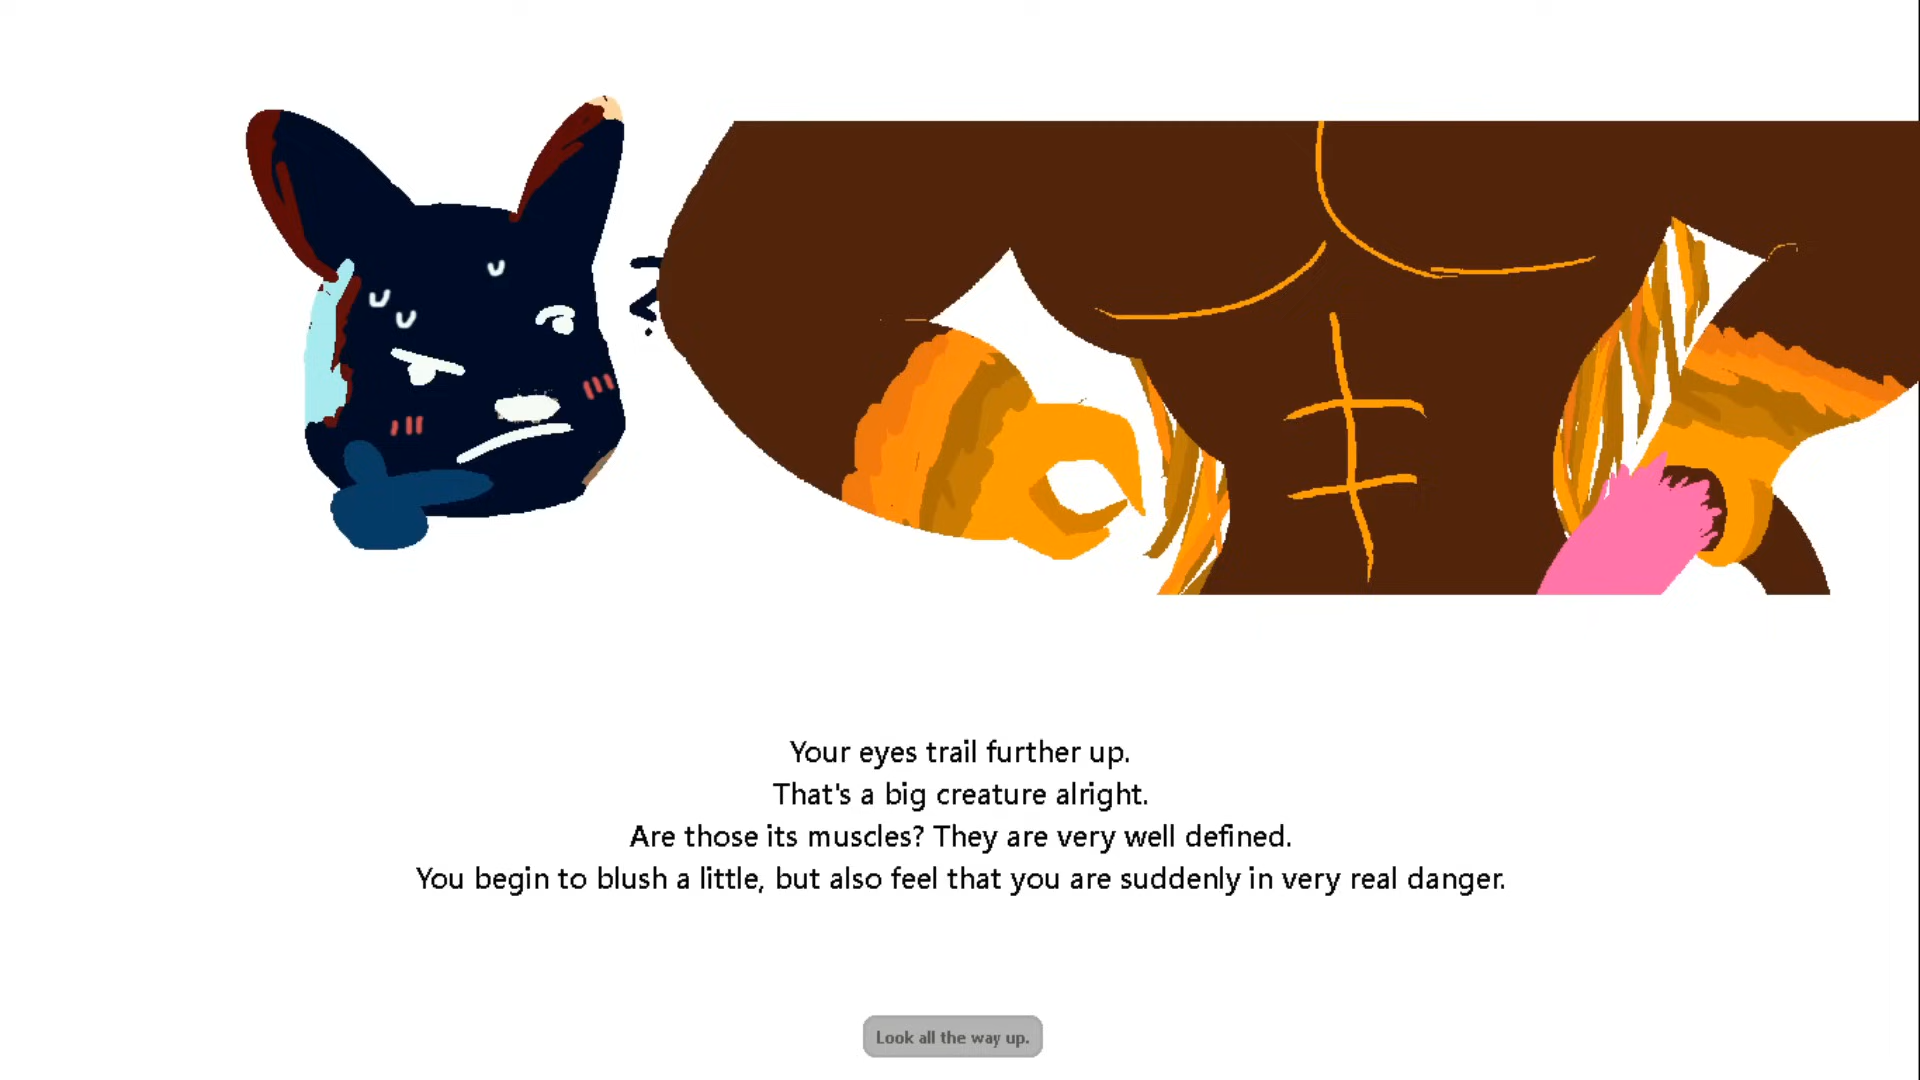 Your eyes trail further up.
That's a big creature alright.
Are those its muscles? They are very well defined.
You begin to blush a little, but also feel that you are suddenly in very real danger.
Look all the way up.